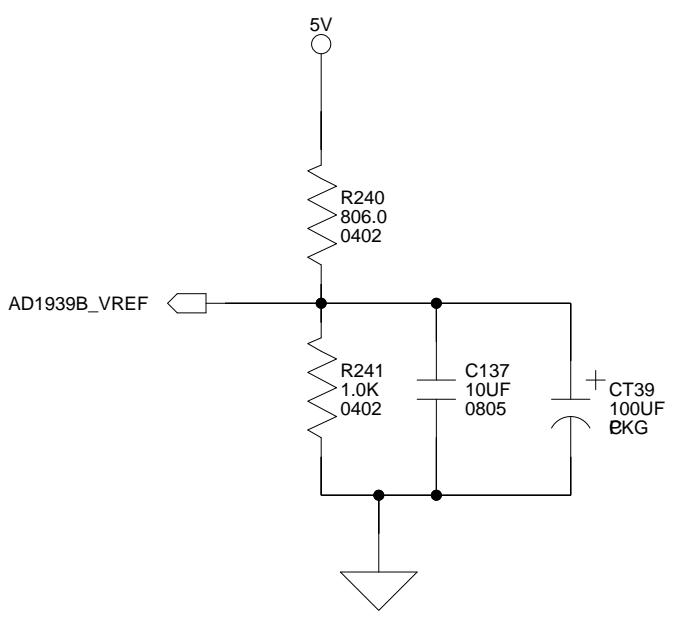 5V
R240
806.0
0402
AD1939B_VREF
R241
1.0K
0402
C137
10UF
0805
+
CT39
100UF